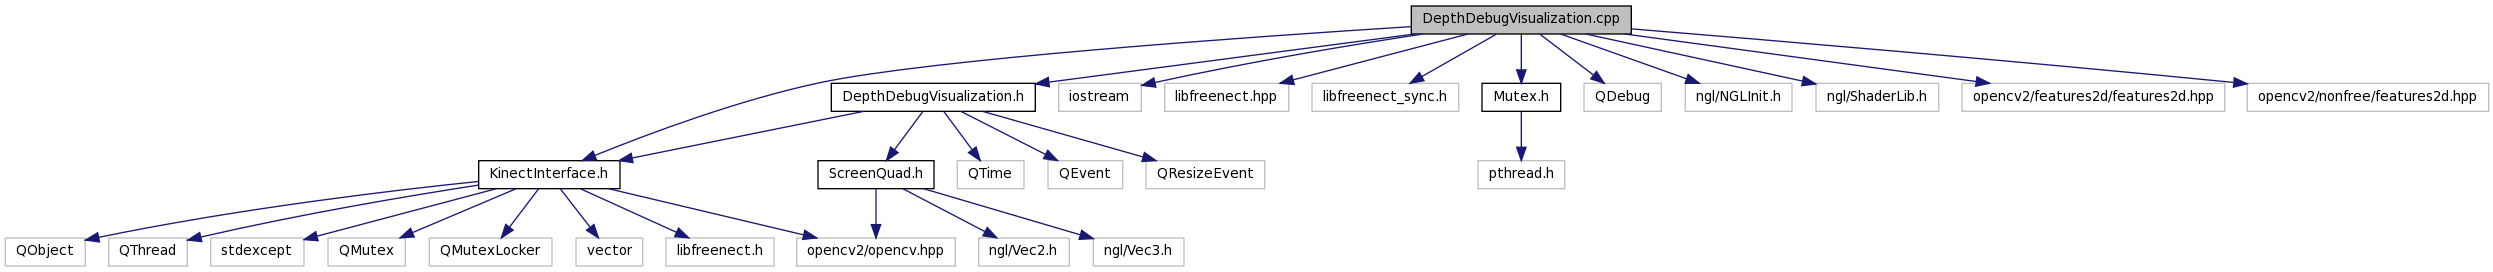 DepthDebugVisualization.cpp
DepthDebugVisualization.h
iostream
libfreenect.hpp
libfreenect_sync.h
Mutex.h
QDebug
ngl/NGLInit.h
ngl/ShaderLib.h
opencv2/features2d/features2d.hpp
opencv2/nonfree/features2d.hpp
KinectInterface.h
ScreenQuad.h
QTime
QEvent
QResizeEvent
pthread.h
QObject
QThread
stdexcept
QMutex
QMutexLocker
vector
libfreenect.h
opencv2/opencv.hpp
ngl/Vec2.h
ngl/Vec3.h